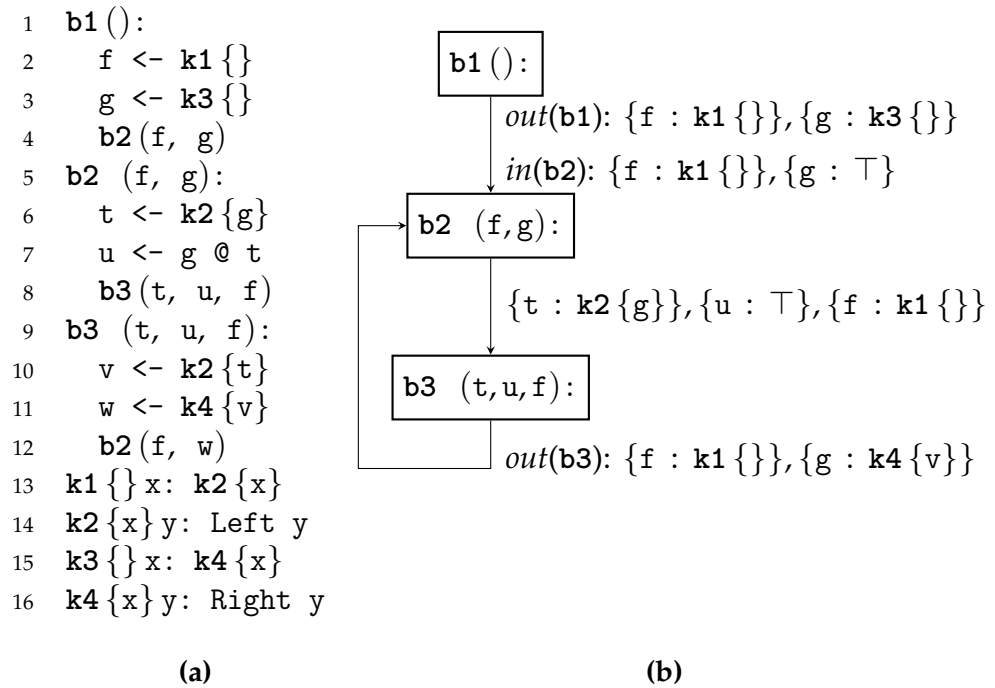 1 b1():
2 f <- k1{}
3 g <- k3{}
4 b2(f, g)
5 b2 (f, g):
6 t <- k2{g}
7 u <- g @ t
8 b3(t, u, f)
9 b3 (t, u, f):
10 v <- k2{t}
11 w <- k4{v}
12 b2(f, w)
13 k1{}x: k2{x}
14 k2{x}y: Left y
15 k3{}x: k4{x}
16 k4{x}y: Right y
(a)
b1():
out(b1): {f : k1{}},{g : k3{}}
in(b2): {f : k1{}},{g : ⊤}
b2 (f,g):
{t : k2{g}},{u : ⊤},{f : k1{}}
b3 (t,u,f):
out(b3): {f : k1{}},{g : k4{v}}
(b)